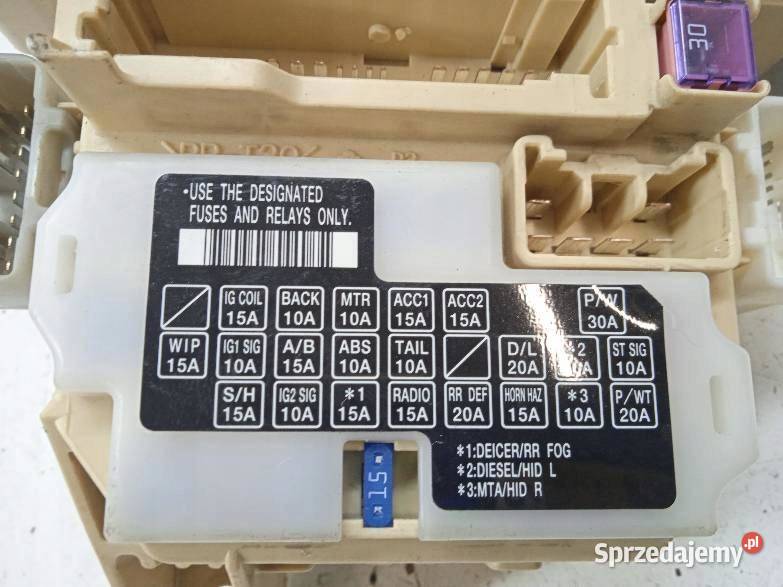 30
•USE THE DESIGNATED
FUSES AND RELAYS ONLY.
IG COIL 15A BACK 10A MTR 10A ACC1 15A ACC2 15A P/W 30A
WIP 15A IG1 SIG 10A A/B 15A ABS 10A TAIL 10A D/L 20A *2 ST SIG 10A
S/H 15A IG2 SIG 10A *1 15A RADIO 15A RR DEF 20A HORN HAZ 15A *3 10A P/WT 20A
*1:DEICER/RR FOG
*2:DIESEL/HID L
*3:MTA/HID R
15
Sprzedajemy.pl